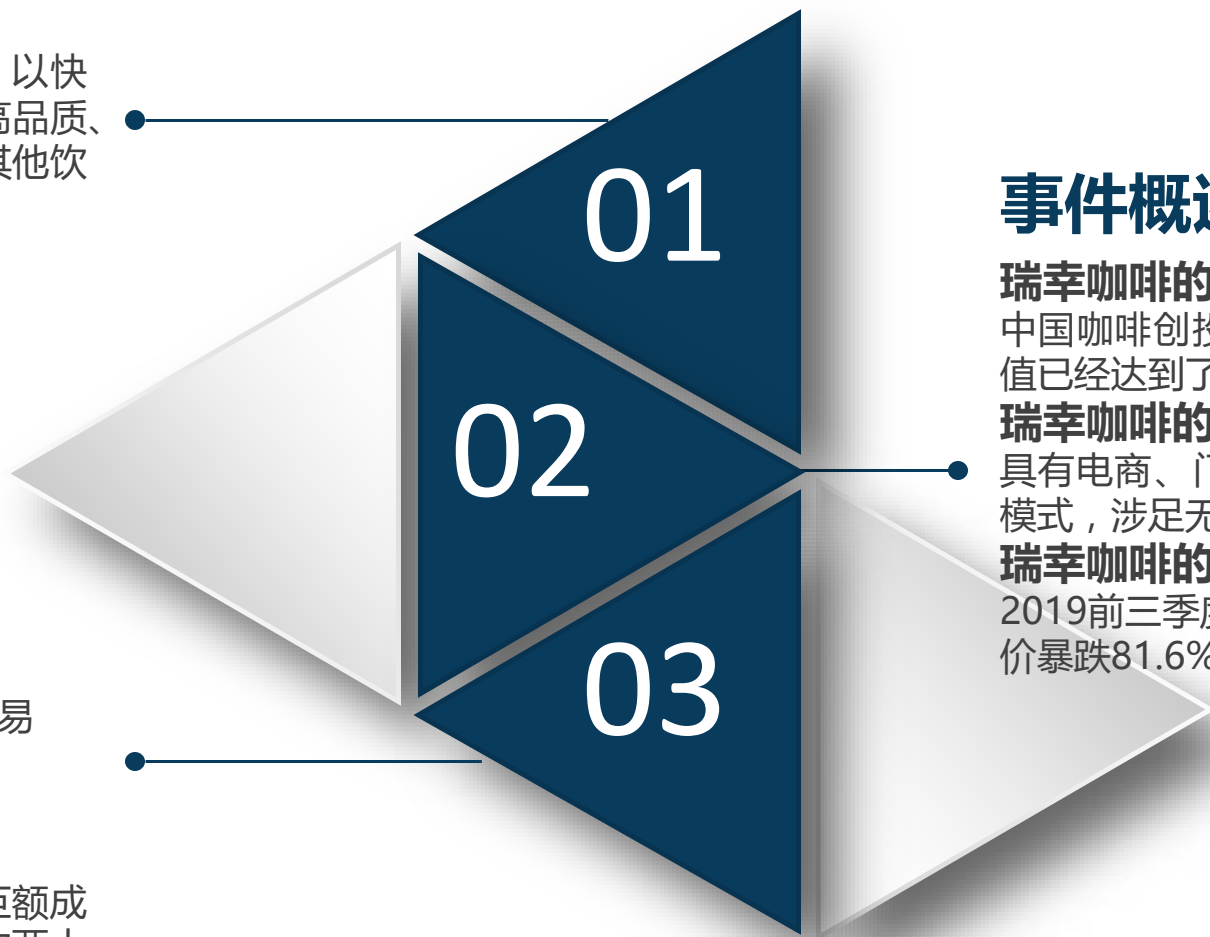 以快
高品质、
其他饮
01
02
03
事件概述
瑞幸咖啡的
中国咖啡创投
值已经达到了
瑞幸咖啡的
具有电商、门
模式，涉足无
瑞幸咖啡的
2019前三季度
价暴跌81.6%
易
巨额成